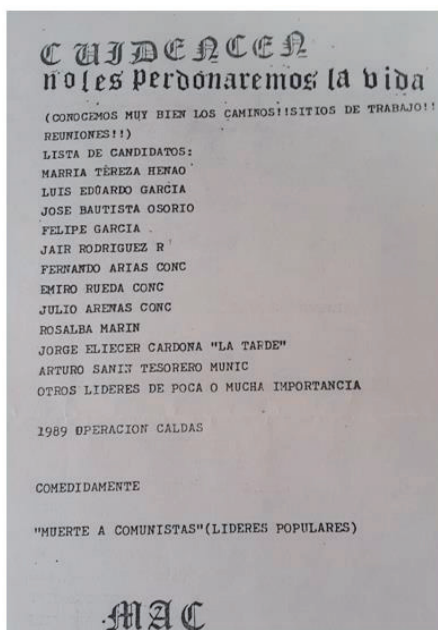 CUIDENCEN
noles perdonaremos la vida
(CONOCEMOS MUY BIEN LOS CAMINOS!!SITIOS DE TRABAJO!!
REUNIONES!!)
LISTA DE CANDIDATOS:
MARRIA TEREZA HENAO
LUIS EDUARDO GARCIA
JOSE BAUTISTA OSORIO
FELIPE GARCIA
JAIR RODRIGUEZ R
FERNANDO ARIAS CONC
EMIRO RUEDA CONC
JULIO ARENAS CONC
ROSALBA MARIN
JORGE ELIECER CARDONA "LA TARDE"
ARTURO SANIN TESORERO MUNIC
OTROS LIDERES DE POCA O MUCHA IMPORTANCIA
1989 OPERACION CALDAS
COMEDIDAMENTE
"MUERTE A COMUNISTAS"(LIDERES POPULARES)
MAC